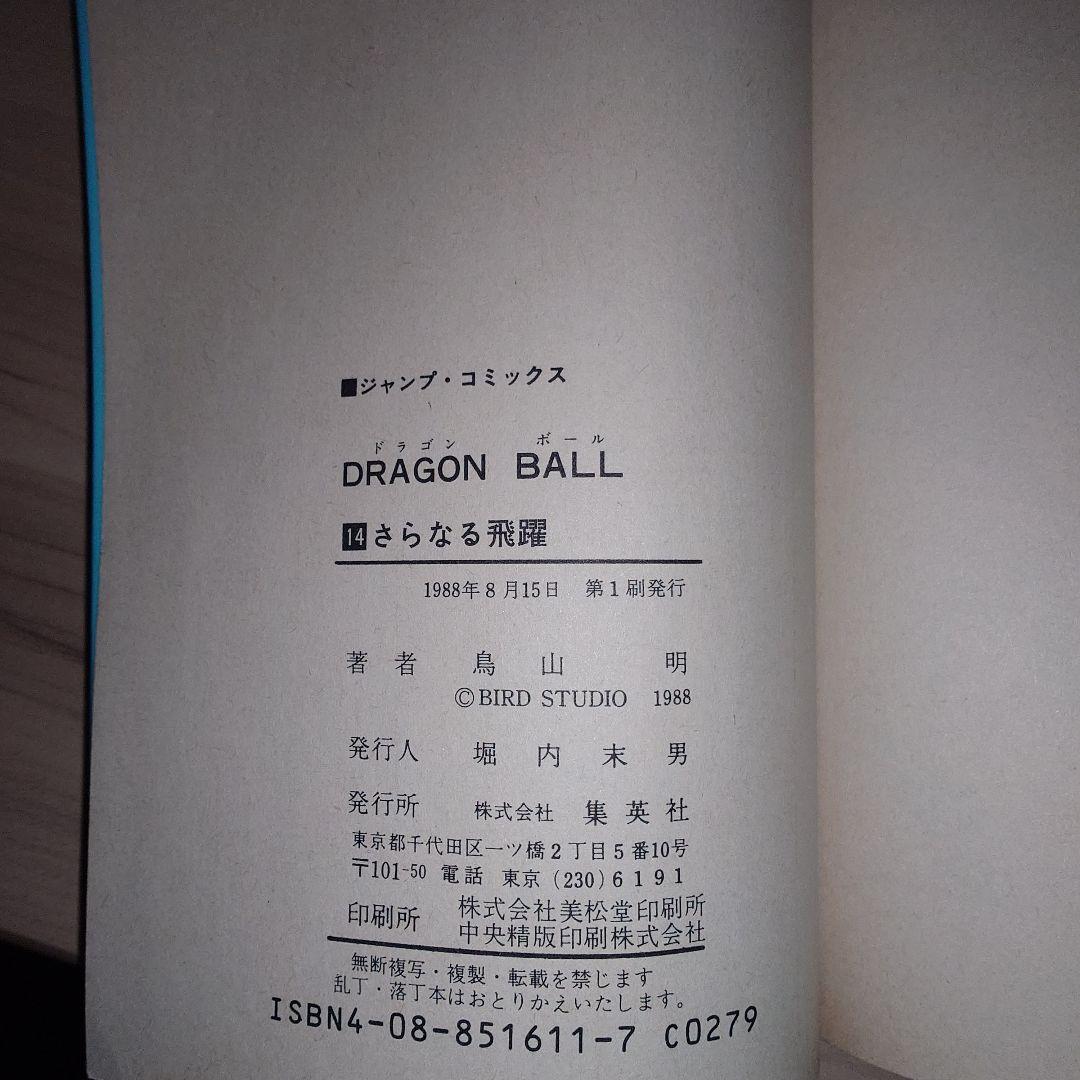 ■ジャンプ・コミックス
ドラゴン ボール
DRAGON BALL
14 さらなる飛躍
1988年8月15日 第1刷発行
著者 鳥山 明
©BIRD STUDIO 1988
発行人 堀内末男
発行所 株式会社 集英社
東京都千代田区一ツ橋2丁目5番10号
〒101-50 電話 東京 (230) 6191
印刷所 株式会社美松堂印刷所
中央精版印刷株式会社
無断複写・複製・転載を禁じます
乱丁・落丁本はおとりかえいたします。
ISBN4-08-851611-7 C0279